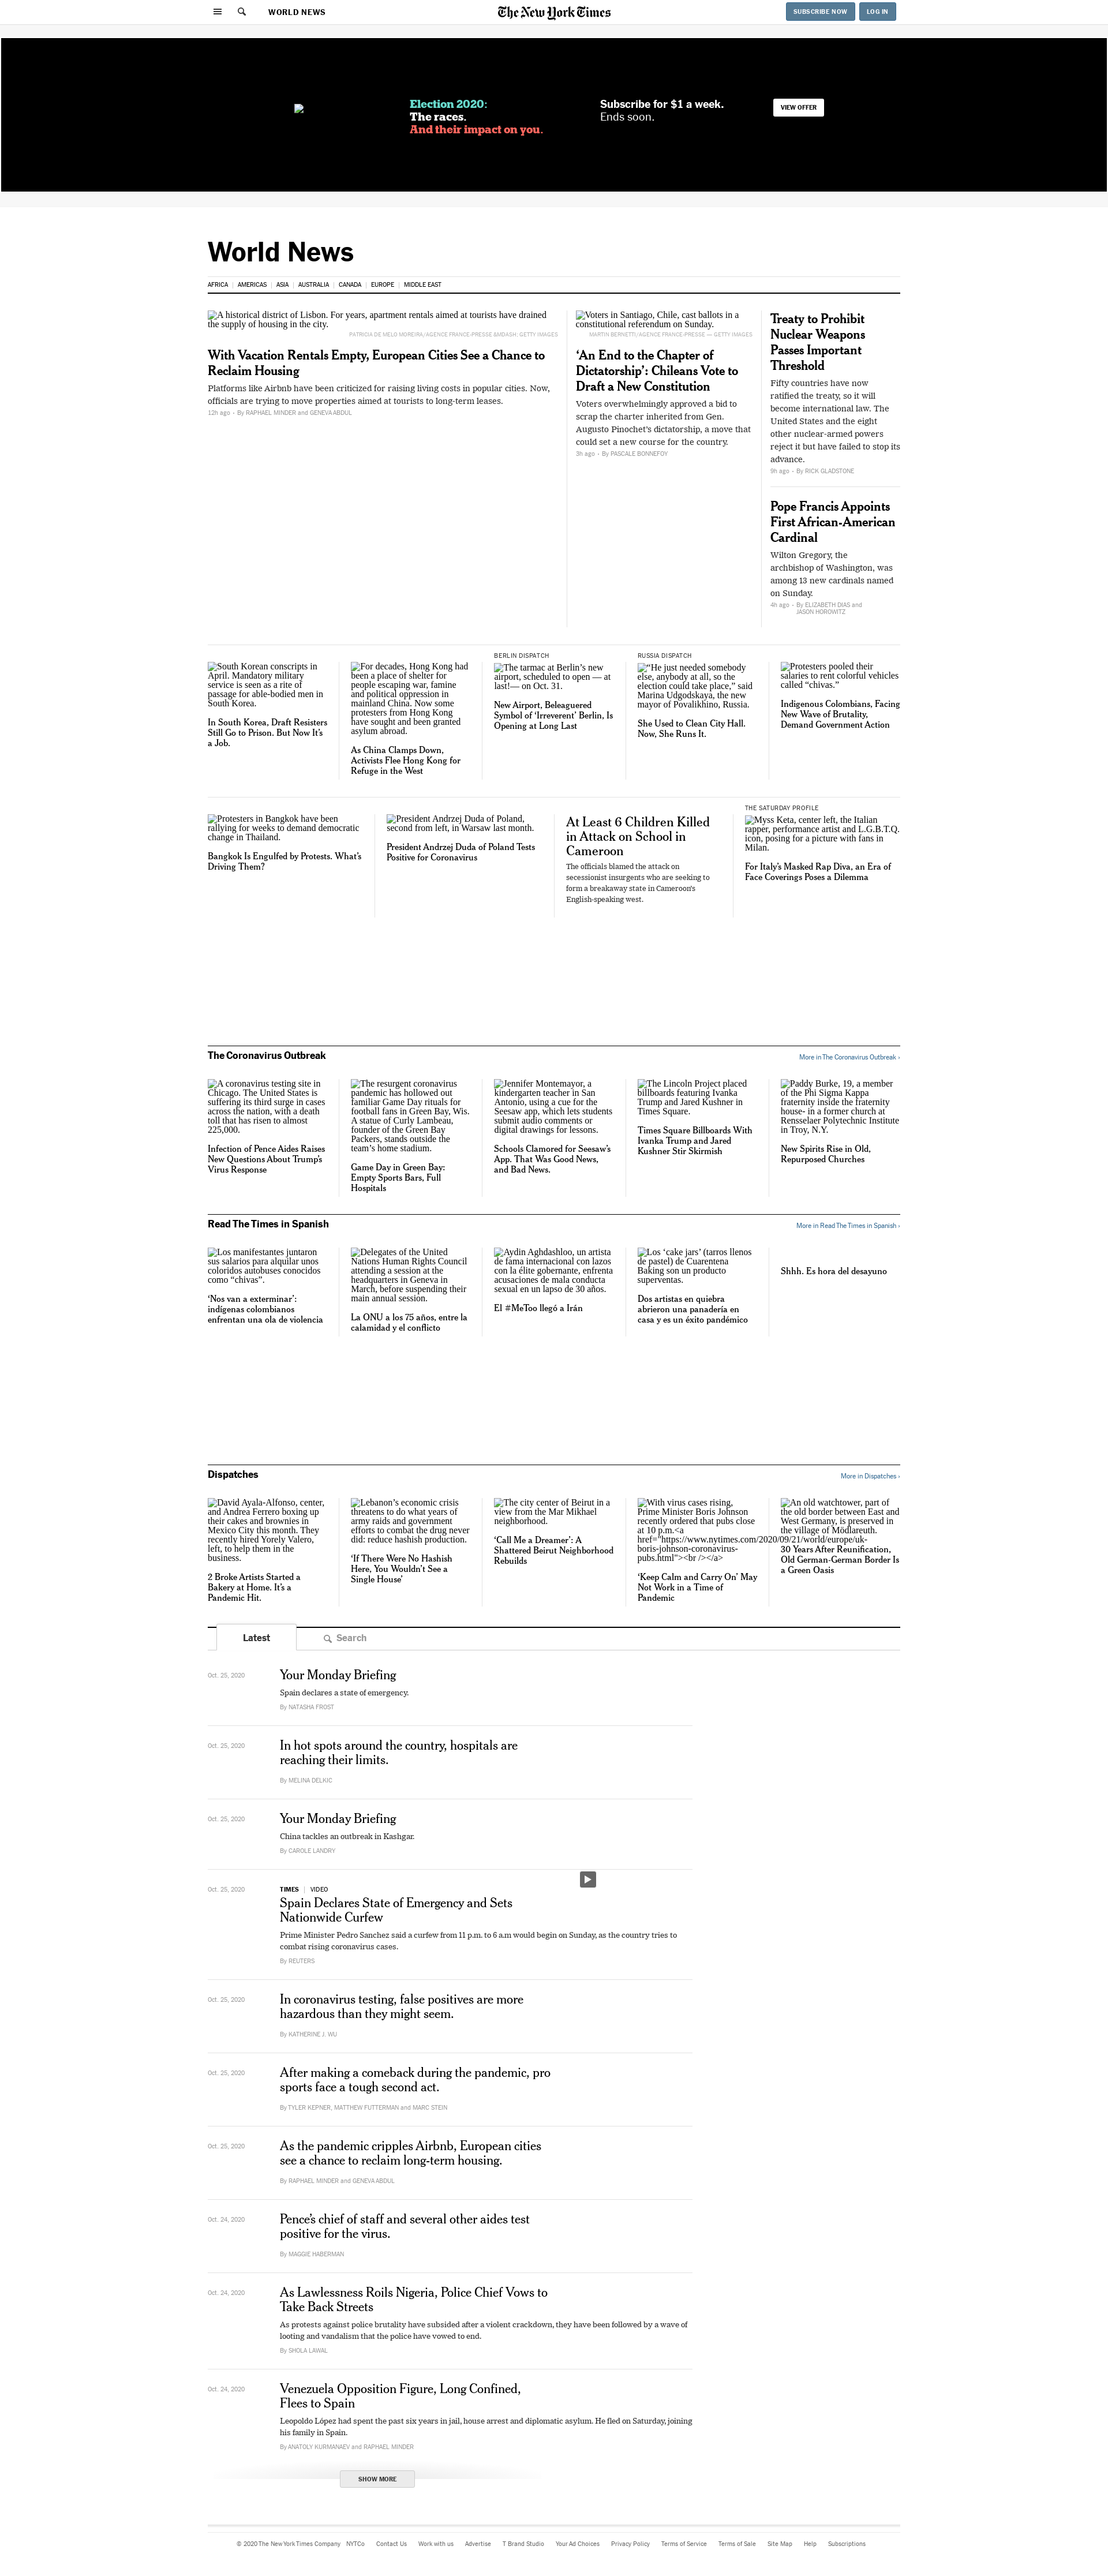 WORLD NEWS
The New York Times
SUBSCRIBE NOW
LOG IN
Election 2020:
The races.
And their impact on you.
Subscribe for $1 a week.
Ends soon.
VIEW OFFER
World News
AFRICA
AMERICAS
ASIA
AUSTRALIA
CANADA
EUROPE
MIDDLE EAST
A historical district of Lisbon. For years, apartment rentals aimed at tourists have drained
the supply of housing in the city.
PATRICIA DE MELO MOREIRA/AGENCE FRANCE-PRESSE &MDASH; GETTY IMAGES
With Vacation Rentals Empty, European Cities See a Chance to
Reclaim Housing
Platforms like Airbnb have been criticized for raising living costs in popular cities. Now,
officials are trying to move properties aimed at tourists to long-term leases.
12h ago - By RAPHAEL MINDER and GENEVA ABDUL
Voters in Santiago, Chile, cast ballots in a
constitutional referendum on Sunday.
MARTIN BERNETTI/AGENCE FRANCE-PRESSE — GETTY IMAGES
‘An End to the Chapter of
Dictatorship’: Chileans Vote to
Draft a New Constitution
Voters overwhelmingly approved a bid to
scrap the charter inherited from Gen.
Augusto Pinochet’s dictatorship, a move that
could set a new course for the country.
3h ago - By PASCALE BONNEFOY
Treaty to Prohibit
Nuclear Weapons
Passes Important
Threshold
Fifty countries have now
ratified the treaty, so it will
become international law. The
United States and the eight
other nuclear-armed powers
reject it but have failed to stop its
advance.
9h ago - By RICK GLADSTONE
Pope Francis Appoints
First African-American
Cardinal
Wilton Gregory, the
archbishop of Washington, was
among 13 new cardinals named
on Sunday.
4h ago - By ELIZABETH DIAS and
JASON HOROWITZ
South Korean conscripts in
April. Mandatory military
service is seen as a rite of
passage for able-bodied men in
South Korea.
In South Korea, Draft Resisters
Still Go to Prison. But Now It’s
a Job.
For decades, Hong Kong had
been a place of shelter for
people escaping war, famine
and political oppression in
mainland China. Now some
protesters from Hong Kong
have sought and been granted
asylum abroad.
As China Clamps Down,
Activists Flee Hong Kong for
Refuge in the West
BERLIN DISPATCH
The tarmac at Berlin’s new
airport, scheduled to open — at
last!— on Oct. 31.
New Airport, Beleaguered
Symbol of ‘Irreverent’ Berlin, Is
Opening at Long Last
RUSSIA DISPATCH
“He just needed somebody
else, anybody at all, so the
election could take place,” said
Marina Udgodskaya, the new
mayor of Povalikhino, Russia.
She Used to Clean City Hall.
Now, She Runs It.
Protesters pooled their
salaries to rent colorful vehicles
called “chivas.”
Indigenous Colombians, Facing
New Wave of Brutality,
Demand Government Action
Protesters in Bangkok have been
rallying for weeks to demand democratic
change in Thailand.
Bangkok Is Engulfed by Protests. What’s
Driving Them?
President Andrzej Duda of Poland,
second from left, in Warsaw last month.
President Andrzej Duda of Poland Tests
Positive for Coronavirus
At Least 6 Children Killed
in Attack on School in
Cameroon
The officials blamed the attack on
secessionist insurgents who are seeking to
form a breakaway state in Cameroon’s
English-speaking west.
THE SATURDAY PROFILE
Myss Keta, center left, the Italian
rapper, performance artist and L.G.B.T.Q.
icon, posing for a picture with fans in
Milan.
For Italy’s Masked Rap Diva, an Era of
Face Coverings Poses a Dilemma
The Coronavirus Outbreak
More in The Coronavirus Outbreak ›
A coronavirus testing site in
Chicago. The United States is
suffering its third surge in cases
across the nation, with a death
toll that has risen to almost
225,000.
Infection of Pence Aides Raises
New Questions About Trump’s
Virus Response
The resurgent coronavirus
pandemic has hollowed out
familiar Game Day rituals for
football fans in Green Bay, Wis.
A statue of Curly Lambeau,
founder of the Green Bay
Packers, stands outside the
team’s home stadium.
Game Day in Green Bay:
Empty Sports Bars, Full
Hospitals
Jennifer Montemayor, a
kindergarten teacher in San
Antonio, using a cue for the
Seesaw app, which lets students
submit audio comments or
digital drawings for lessons.
Schools Clamored for Seesaw’s
App. That Was Good News,
and Bad News.
The Lincoln Project placed
billboards featuring Ivanka
Trump and Jared Kushner in
Times Square.
Times Square Billboards With
Ivanka Trump and Jared
Kushner Stir Skirmish
Paddy Burke, 19, a member
of the Phi Sigma Kappa
fraternity inside the fraternity
house- in a former church at
Rensselaer Polytechnic Institute
in Troy, N.Y.
New Spirits Rise in Old,
Repurposed Churches
Read The Times in Spanish
More in Read The Times in Spanish ›
Los manifestantes juntaron
sus salarios para alquilar unos
coloridos autobuses conocidos
como “chivas”.
‘Nos van a exterminar’:
indígenas colombianos
enfrentan una ola de violencia
Delegates of the United
Nations Human Rights Council
attending a session at the
headquarters in Geneva in
March, before suspending their
main annual session.
La ONU a los 75 años, entre la
calamidad y el conflicto
Aydin Aghdashloo, un artista
de fama internacional con lazos
con la élite gobernante, enfrenta
acusaciones de mala conducta
sexual en un lapso de 30 años.
El #MeToo llegó a Irán
Los ‘cake jars’ (tarros llenos
de pastel) de Cuarentena
Baking son un producto
superventas.
Dos artistas en quiebra
abrieron una panadería en
casa y es un éxito pandémico
Shhh. Es hora del desayuno
Dispatches
More in Dispatches ›
David Ayala-Alfonso, center,
and Andrea Ferrero boxing up
their cakes and brownies in
Mexico City this month. They
recently hired Yorely Valero,
left, to help them in the
business.
2 Broke Artists Started a
Bakery at Home. It’s a
Pandemic Hit.
Lebanon’s economic crisis
threatens to do what years of
army raids and government
efforts to combat the drug never
did: reduce hashish production.
‘If There Were No Hashish
Here, You Wouldn’t See a
Single House’
The city center of Beirut in a
view from the Mar Mikhael
neighborhood.
‘Call Me a Dreamer’: A
Shattered Beirut Neighborhood
Rebuilds
With virus cases rising,
Prime Minister Boris Johnson
recently ordered that pubs close
at 10 p.m.<a
href="https://www.nytimes.com/2020/09/21/world/europe/uk-
boris-johnson-coronavirus-
pubs.html"><br /></a>
‘Keep Calm and Carry On’ May
Not Work in a Time of
Pandemic
An old watchtower, part of
the old border between East and
West Germany, is preserved in
the village of Mödlareuth.
30 Years After Reunification,
Old German-German Border Is
a Green Oasis
Latest
Search
Oct. 25, 2020
Your Monday Briefing
Spain declares a state of emergency.
By NATASHA FROST
Oct. 25, 2020
In hot spots around the country, hospitals are
reaching their limits.
By MELINA DELKIC
Oct. 25, 2020
Your Monday Briefing
China tackles an outbreak in Kashgar.
By CAROLE LANDRY
Oct. 25, 2020
TIMES | VIDEO
Spain Declares State of Emergency and Sets
Nationwide Curfew
Prime Minister Pedro Sanchez said a curfew from 11 p.m. to 6 a.m would begin on Sunday, as the country tries to
combat rising coronavirus cases.
By REUTERS
Oct. 25, 2020
In coronavirus testing, false positives are more
hazardous than they might seem.
By KATHERINE J. WU
Oct. 25, 2020
After making a comeback during the pandemic, pro
sports face a tough second act.
By TYLER KEPNER, MATTHEW FUTTERMAN and MARC STEIN
Oct. 25, 2020
As the pandemic cripples Airbnb, European cities
see a chance to reclaim long-term housing.
By RAPHAEL MINDER and GENEVA ABDUL
Oct. 24, 2020
Pence’s chief of staff and several other aides test
positive for the virus.
By MAGGIE HABERMAN
Oct. 24, 2020
As Lawlessness Roils Nigeria, Police Chief Vows to
Take Back Streets
As protests against police brutality have subsided after a violent crackdown, they have been followed by a wave of
looting and vandalism that the police have vowed to end.
By SHOLA LAWAL
Oct. 24, 2020
Venezuela Opposition Figure, Long Confined,
Flees to Spain
Leopoldo López had spent the past six years in jail, house arrest and diplomatic asylum. He fled on Saturday, joining
his family in Spain.
By ANATOLY KURMANAEV and RAPHAEL MINDER
SHOW MORE
© 2020 The New York Times Company
NYTCo
Contact Us
Work with us
Advertise
T Brand Studio
Your Ad Choices
Privacy Policy
Terms of Service
Terms of Sale
Site Map
Help
Subscriptions